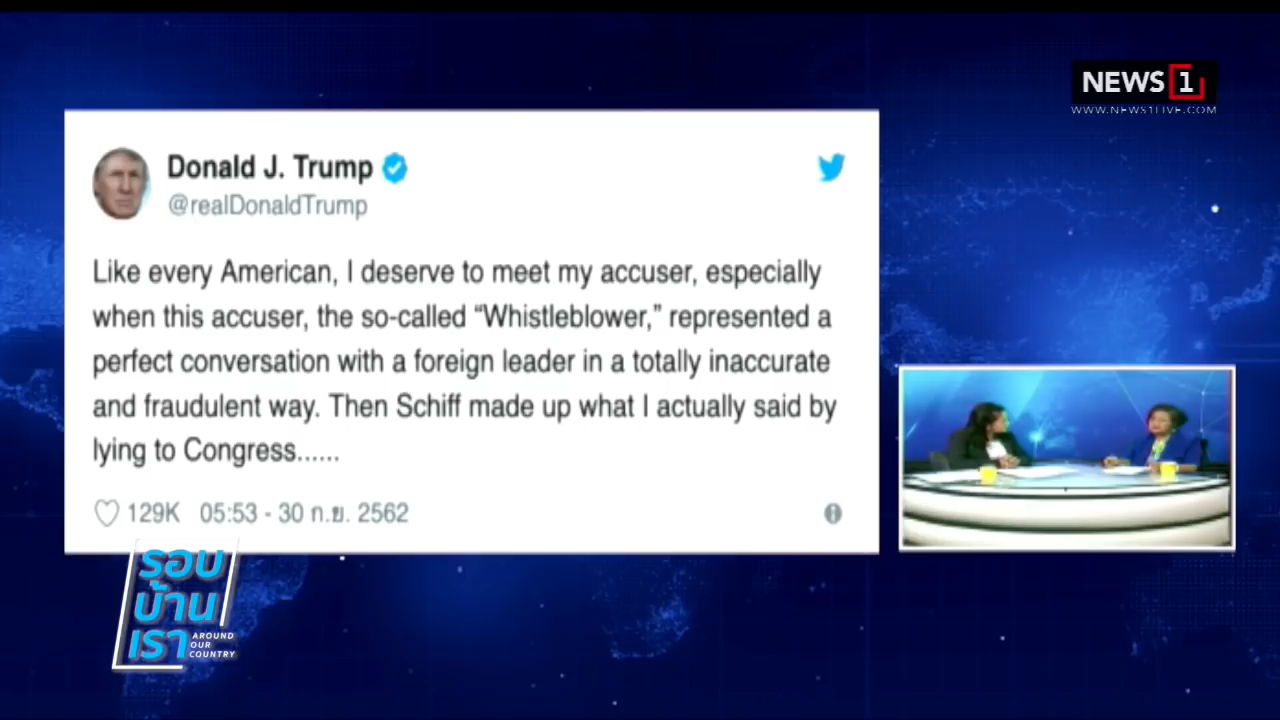 NEWS 1
WWW.NEWS1LIVE.COM
Donald J. Trump
@realDonaldTrump
Like every American, I deserve to meet my accuser, especially
when this accuser, the so-called “Whistleblower,” represented a
perfect conversation with a foreign leader in a totally inaccurate
and fraudulent way. Then Schiff made up what I actually said by
lying to Congress......
129K 05:53 - 30 ก.ย. 2562
รอบ
บ้าน
เรา
AROUND
OUR
COUNTRY